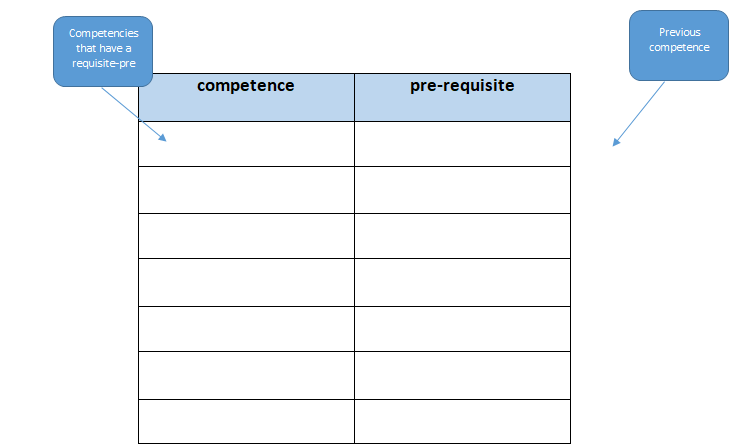 Competencies
that have a
requisite-pre
Previous
competence
competence
pre-requisite